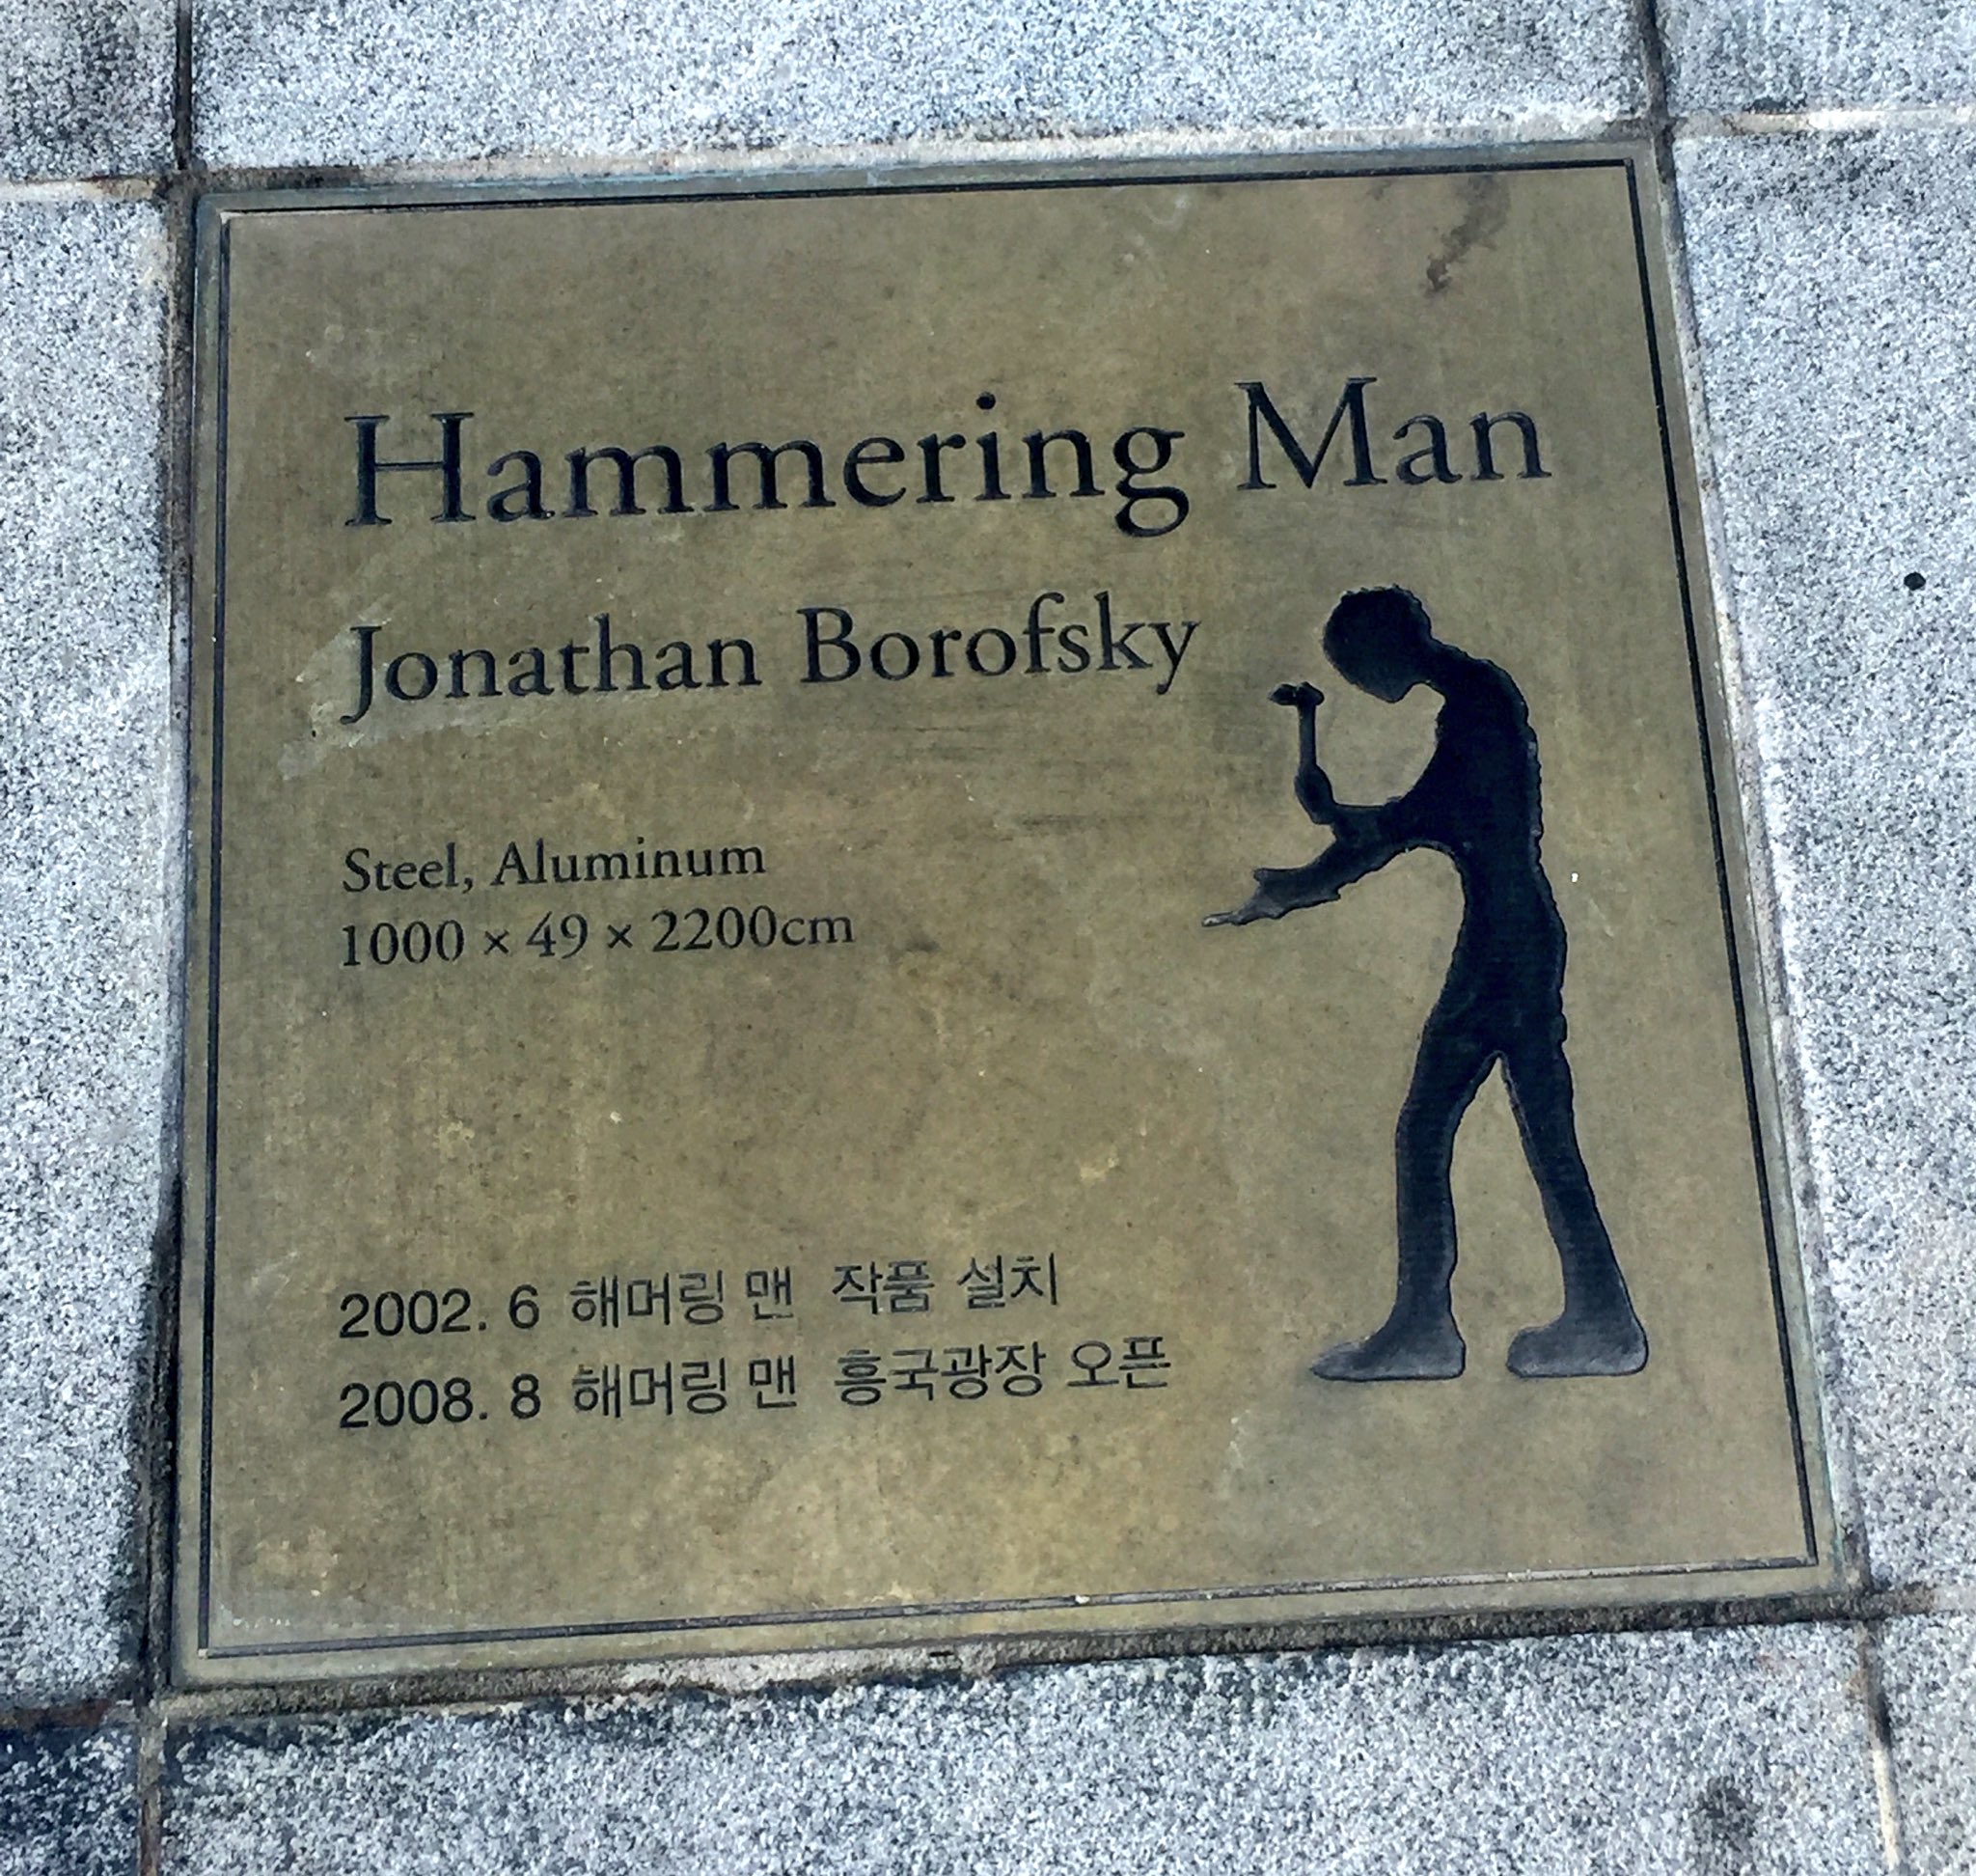 Hammering Man
Jonathan Borofsky
Steel, Aluminum
1000 × 49 × 2200cm
2002. 6 해머링 맨 작품 설치
2008. 8 해머링 맨 흥국광장 오픈